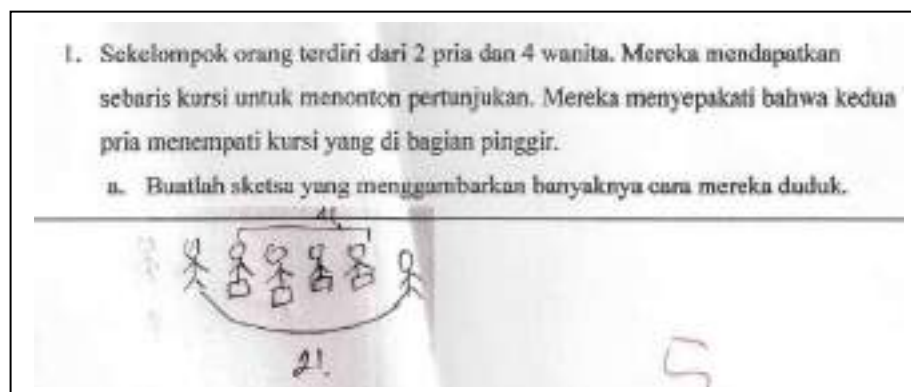 1. Sekelompok orang terdiri dari 2 pria dan 4 wanita. Mereka mendapatkan
sebaris kursi untuk menonton pertunjukan. Mereka menyepakati bahwa kedua
pria menempati kursi yang di bagian pinggir.
a. Buatlah sketsa yang menggambarkan banyaknya cara mereka duduk.
2!
5